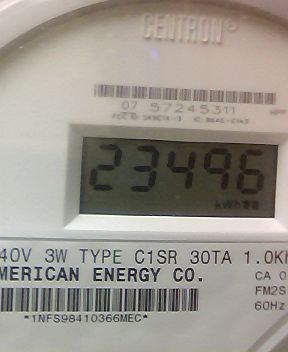 CENTRON®
07 57245311
23496
kWh
40V 3W TYPE C1SR 30TA 1.0K
MERICAN ENERGY CO.
CA 0
FM2S
60Hz
*1NFS98410366MEC*